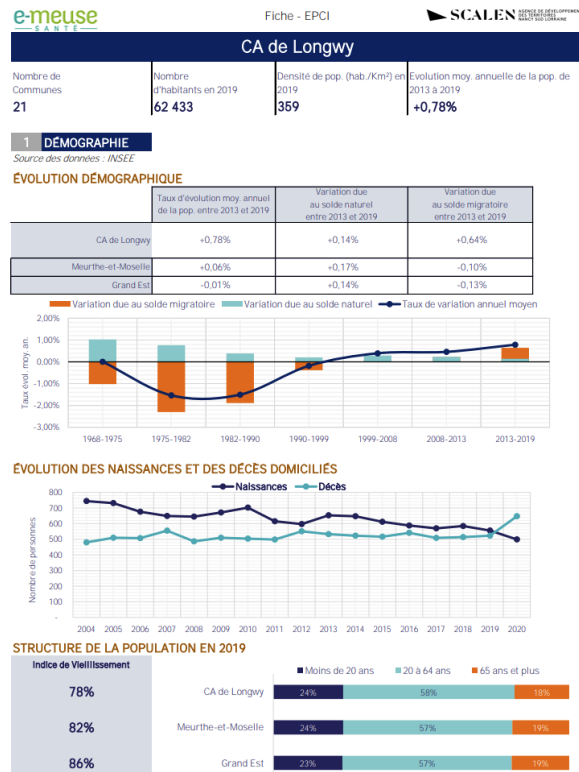 e-meuse
SANTÉ
Fiche - EPCI
SCALEN AGENCE DE DÉVELOPPEMENT
DES TERRITOIRES
NANCY SUD LORRAINE
CA de Longwy
Nombre de
Communes
21
Nombre
d'habitants en 2019
62 433
Densité de pop. (hab./Km²) en
2019
359
Evolution moy. annuelle de la pop. de
2013 à 2019
+0,78%
1 DÉMOGRAPHIE
Source des données : INSEE
ÉVOLUTION DÉMOGRAPHIQUE
Taux d'évolution moy. annuel
de la pop. entre 2013 et 2019
Variation due
au solde naturel
entre 2013 et 2019
Variation due
au solde migratoire
entre 2013 et 2019
CA de Longwy +0,78% +0,14% +0,64%
Meurthe-et-Moselle +0,06% +0,17% -0,10%
Grand Est -0,01% +0,14% -0,13%
Variation due au solde migratoire Variation due au solde naturel Taux de variation annuel moyen
Taux évol. moy. an.
2,00%
1,00%
0,00%
-1,00%
-2,00%
-3,00%
1968-1975 1975-1982 1982-1990 1990-1999 1999-2008 2008-2013 2013-2019
ÉVOLUTION DES NAISSANCES ET DES DÉCÈS DOMICILIÉS
Naissances Décès
Nombre de personnes
800
700
600
500
400
300
200
100
-
2004 2005 2006 2007 2008 2009 2010 2011 2012 2013 2014 2015 2016 2017 2018 2019 2020
STRUCTURE DE LA POPULATION EN 2019
Indice de Vieillissement
78%
82%
86%
Moins de 20 ans 20 à 64 ans 65 ans et plus
CA de Longwy 24% 58% 18%
Meurthe-et-Moselle 24% 57% 19%
Grand Est 23% 57% 19%